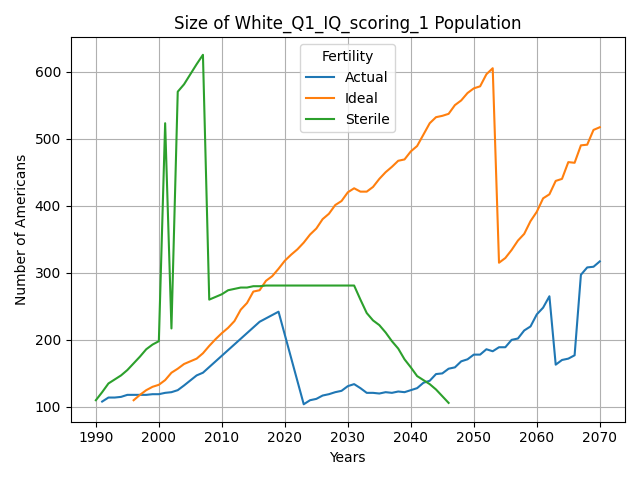 Size of White_Q1_IQ_scoring_1 Population
Fertility
Actual
Ideal
Sterile
Number of Americans
600
500
400
300
200
100
1990 2000 2010 2020 2030 2040 2050 2060 2070
Years